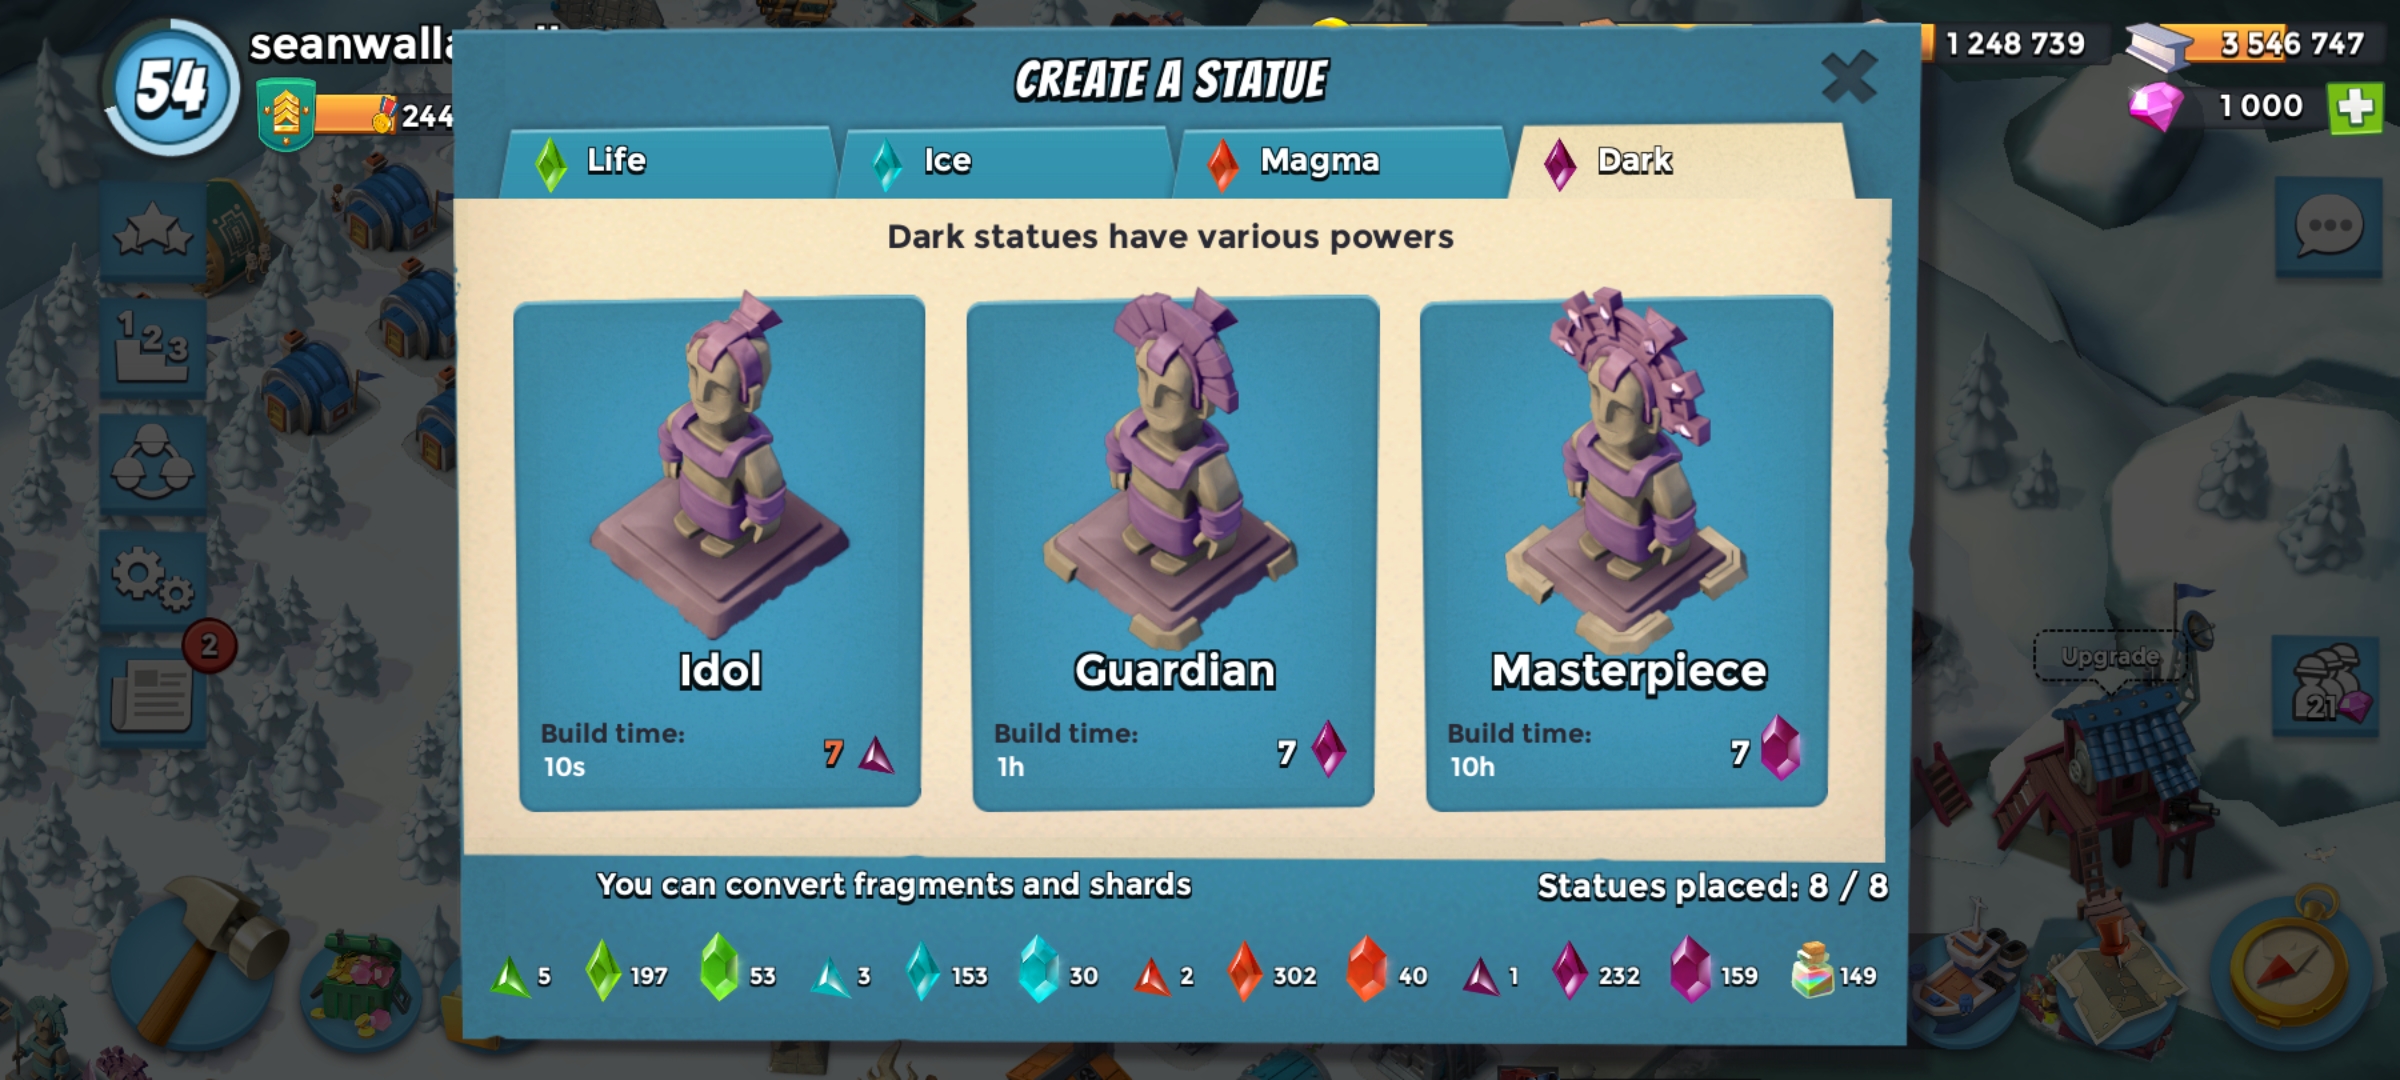 54
244
CREATE A STATUE
1 248 739
3 546 747
1 000
Life
Ice
Magma
Dark
Dark statues have various powers
1 2 3
2
Idol
Build time:
10s
7
Guardian
Build time:
1h
7
Masterpiece
Build time:
10h
7
Upgrade
21
You can convert fragments and shards
Statues placed: 8 / 8
5
197
53
3
153
30
2
302
40
1
232
159
149